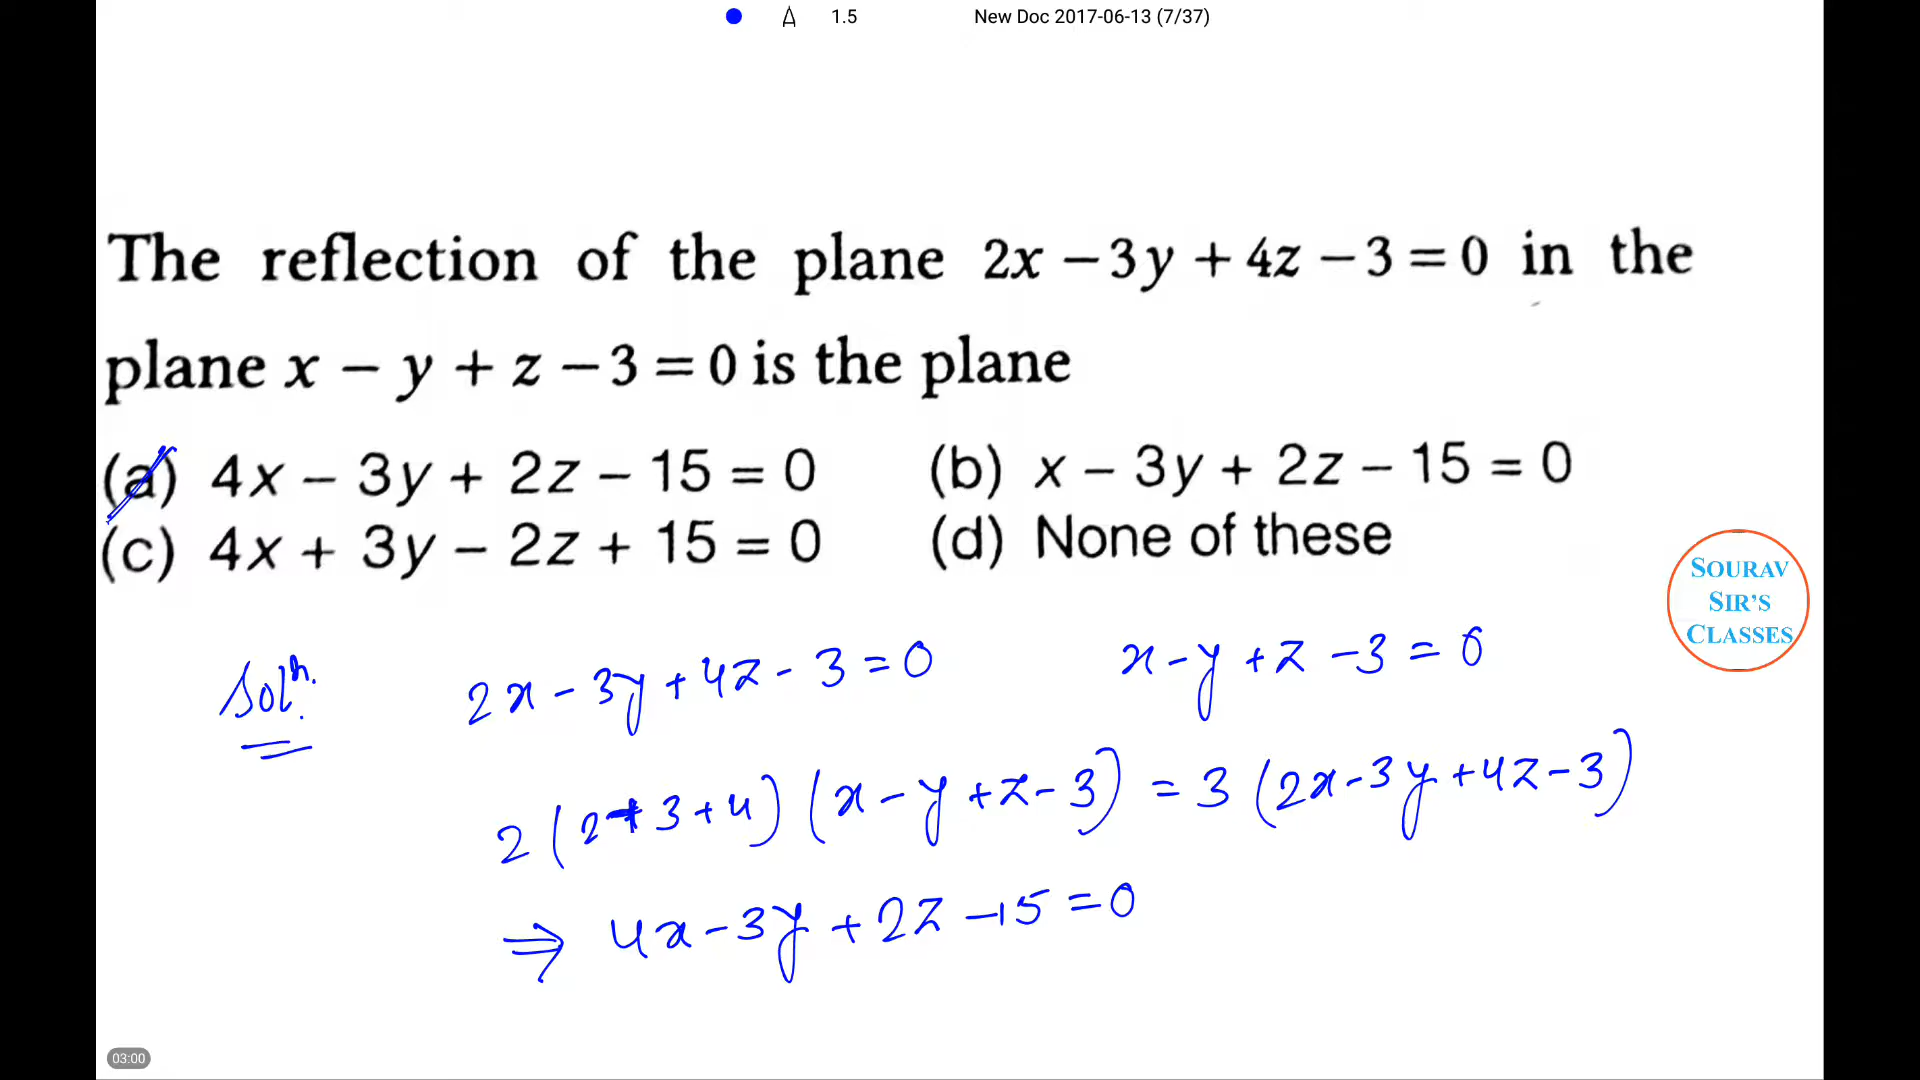 A 1.5 New Doc 2017-06-13 (7/37)
The reflection of the plane 2x − 3y + 4z − 3 = 0 in the
plane x − y + z − 3 = 0 is the plane
(a) 4x − 3y + 2z − 15 = 0 (b) x − 3y + 2z − 15 = 0
(c) 4x + 3y − 2z + 15 = 0 (d) None of these
SOURAV
SIR'S
CLASSES
Solⁿ. 2x − 3y + 4z − 3 = 0 x − y + z − 3 = 0
2(2+3+4)(x − y + z − 3) = 3(2x − 3y + 4z − 3)
⇒ 4x − 3y + 2z − 15 = 0
03:00